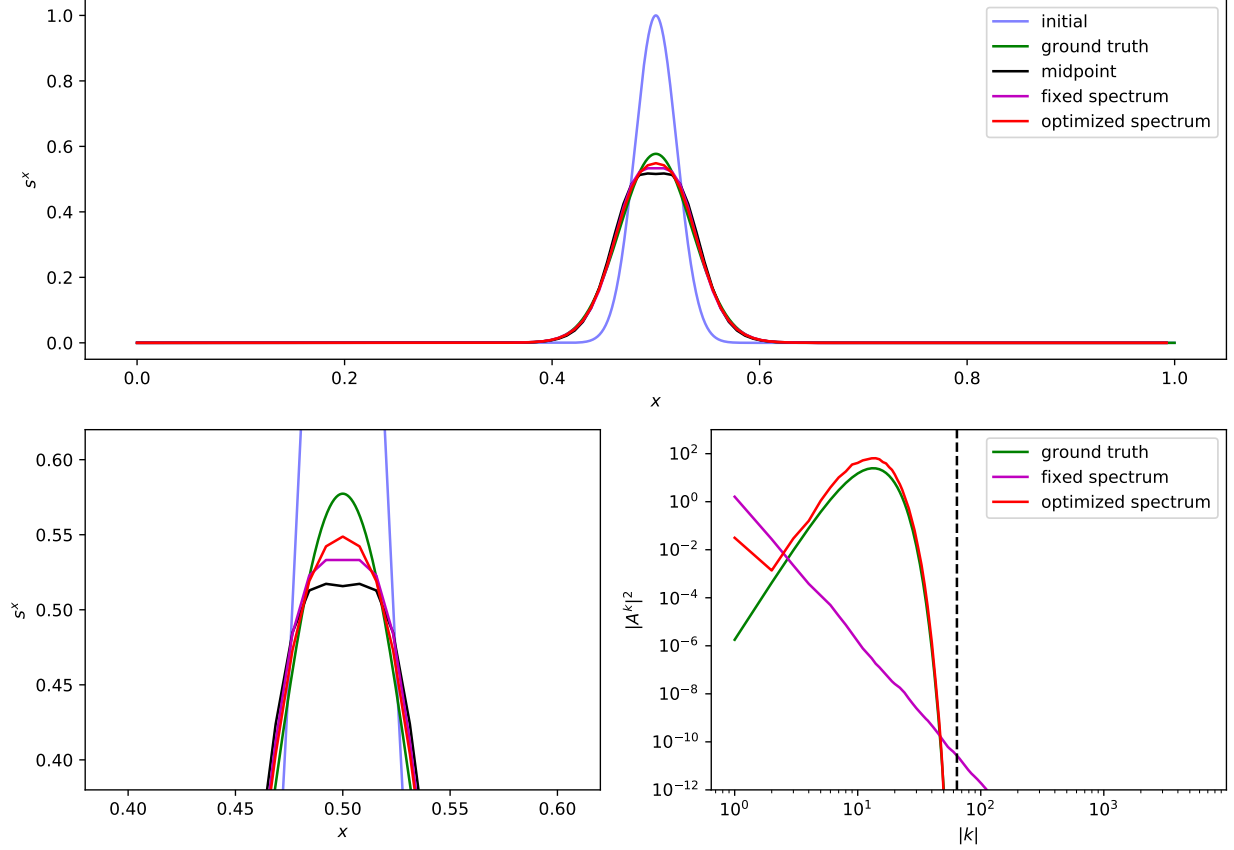 1.0
0.8
0.6
0.4
0.2
0.0
s^x
0.0 0.2 0.4 0.6 0.8 1.0
x
initial
ground truth
midpoint
fixed spectrum
optimized spectrum
0.60
0.55
0.50
0.45
0.40
s^x
0.40 0.45 0.50 0.55 0.60
x
10^2
10^0
10^−2
10^−4
10^−6
10^−8
10^−10
10^−12
|A^k|^2
10^0 10^1 10^2 10^3
|k|
ground truth
fixed spectrum
optimized spectrum